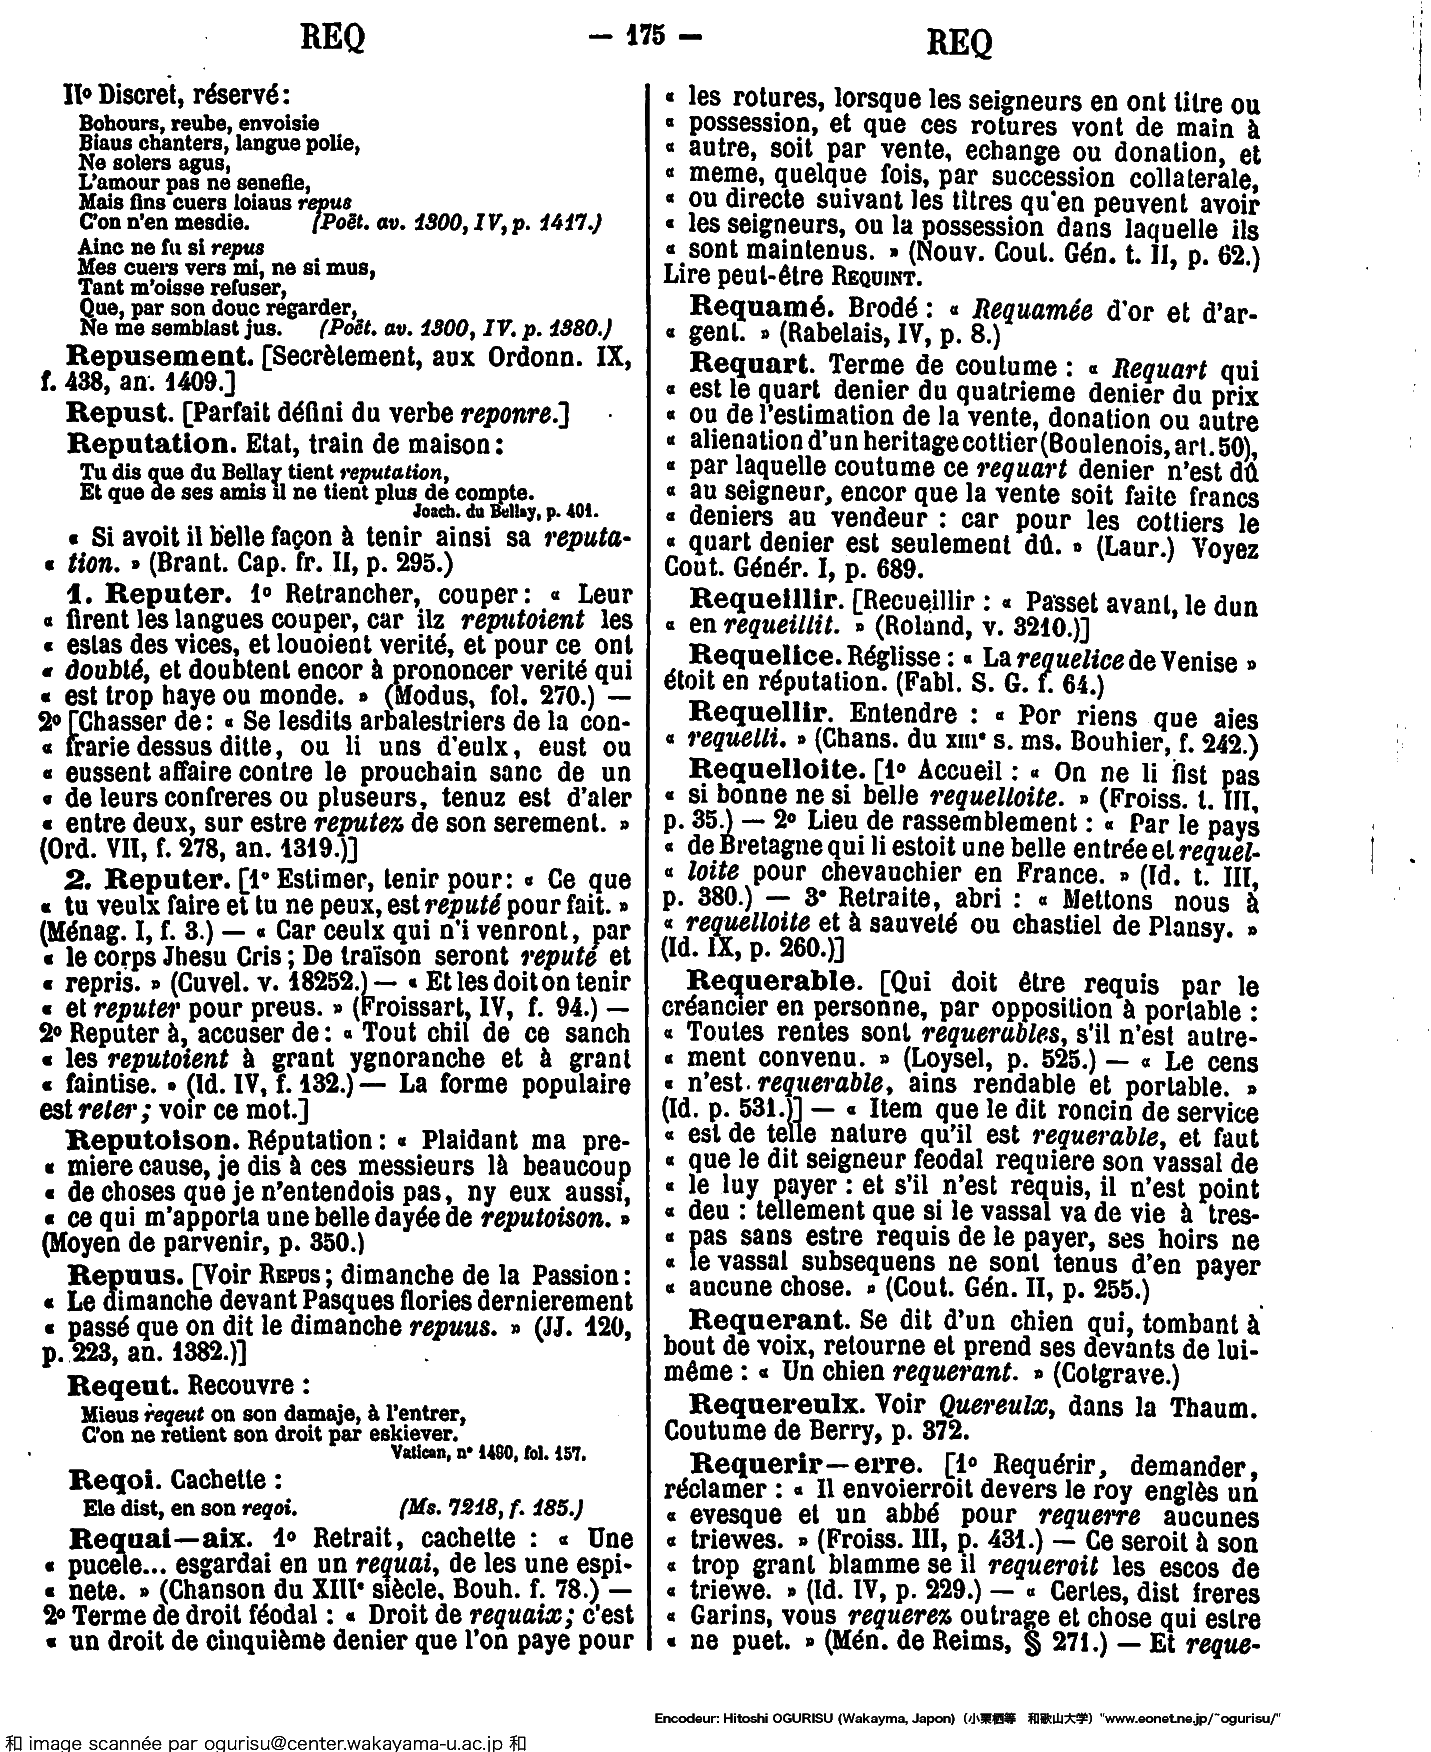 REQ — 175 — REQ
IIº Discret, réservé :
Bohours, reube, envoisie
Biaus chanters, langue polie,
Ne solers agus,
L'amour pas ne senefie,
Mais fins cuers loiaus repus
C'on n'en mesdie. (Poët. av. 1300, IV, p. 1417.)
Ainc ne fu si repus
Mes cuers vers mi, ne si mus,
Tant m'oisse refuser,
Que, par son douc regarder,
Ne me semblast jus. (Poët. av. 1300, IV. p. 1380.)
Repusement. [Secrètement, aux Ordonn. IX,
f. 438, an. 1409.]
Repust. [Parfait défini du verbe reponre.]
Reputation. Etat, train de maison :
Tu dis que du Bellay tient reputation,
Et que de ses amis il ne tient plus de compte.
Joach. du Bellay, p. 401.
« Si avoit il belle façon à tenir ainsi sa reputa-
« tion. » (Brant. Cap. fr. II, p. 295.)
1. Reputer. 1º Retrancher, couper : « Leur
« firent les langues couper, car ilz reputoient les
« estas des vices, et louoient verité, et pour ce ont
« doubté, et doubtent encor à prononcer verité qui
« est trop haye ou monde. » (Modus, fol. 270.) —
2º [Chasser de : « Se lesdits arbalestriers de la con-
« frarie dessus ditte, ou li uns d'eulx, eust ou
« eussent affaire contre le prouchain sanc de un
« de leurs confreres ou pluseurs, tenuz est d'aler
« entre deux, sur estre reputez de son serement. »
(Ord. VII, f. 278, an. 1319.)]
2. Reputer. [1º Estimer, tenir pour : « Ce que
« tu veulx faire et tu ne peux, est reputé pour fait. »
(Ménag. I, f. 3.) — « Car ceulx qui n'i venront, par
« le corps Jhesu Cris ; De traïson seront reputé et
« repris. » (Cuvel. v. 18252.) — « Et les doit on tenir
« et reputer pour preus. » (Froissart, IV, f. 94.) —
2º Reputer à, accuser de : « Tout chil de ce sanch
« les reputoient à grant ygnoranche et à grant
« faintise. » (Id. IV, f. 132.) — La forme populaire
est reter ; voir ce mot.]
Reputoison. Réputation : « Plaidant ma pre-
« miere cause, je dis à ces messieurs là beaucoup
« de choses que je n'entendois pas, ny eux aussi,
« ce qui m'apporta une belle dayée de reputoison. »
(Moyen de parvenir, p. 350.)
Repuus. [Voir REPUS ; dimanche de la Passion :
« Le dimanche devant Pasques flories dernierement
« passé que on dit le dimanche repuus. » (JJ. 120,
p. 223, an. 1382.)]
Reqeut. Recouvre :
Mieus reqeut on son damaje, à l'entrer,
C'on ne retient son droit par eskiever.
Vatican, nº 1490, fol. 157.
Reqoi. Cachette :
Ele dist, en son reqoi. (Ms. 7218, f. 185.)
Requai—aix. 1º Retrait, cachette : « Une
« pucele... esgardai en un requai, de les une espi-
« nete. » (Chanson du XIIIe siècle, Bouh. f. 78.) —
2º Terme de droit féodal : « Droit de requaix ; c'est
« un droit de cinquième denier que l'on paye pour
« les rotures, lorsque les seigneurs en ont titre ou
« possession, et que ces rotures vont de main à
« autre, soit par vente, echange ou donation, et
« meme, quelque fois, par succession collaterale,
« ou directe suivant les titres qu'en peuvent avoir
« les seigneurs, ou la possession dans laquelle ils
« sont maintenus. » (Nouv. Cout. Gén. t. II, p. 62.)
Lire peut-être REQUINT.
Requamé. Brodé : « Requamée d'or et d'ar-
« gent. » (Rabelais, IV, p. 8.)
Requart. Terme de coutume : « Requart qui
« est le quart denier du quatrieme denier du prix
« ou de l'estimation de la vente, donation ou autre
« alienation d'un heritage cottier (Boulenois, art. 50),
« par laquelle coutume ce requart denier n'est dû
« au seigneur, encor que la vente soit faite francs
« deniers au vendeur : car pour les cottiers le
« quart denier est seulement dû. » (Laur.) Voyez
Cout. Génér. I, p. 689.
Requeillir. [Recueillir : « Passet avant, le dun
« en requeillit. » (Roland, v. 3210.)]
Requelice. Réglisse : « La requelice de Venise »
étoit en réputation. (Fabl. S. G. f. 64.)
Requellir. Entendre : « Por riens que aies
« requelli. » (Chans. du XIIIe s. ms. Bouhier, f. 242.)
Requelloite. [1º Accueil : « On ne li fist pas
« si bonne ne si belle requelloite. » (Froiss. t. III,
p. 35.) — 2º Lieu de rassemblement : « Par le pays
« de Bretagne qui li estoit une belle entrée et requel-
« loite pour chevauchier en France. » (Id. t. III,
p. 380.) — 3º Retraite, abri : « Mettons nous à
« requelloite et à sauveté ou chastiel de Plansy. »
(Id. IX, p. 260.)]
Requerable. [Qui doit être requis par le
créancier en personne, par opposition à portable :
« Toutes rentes sont requerables, s'il n'est autre-
« ment convenu. » (Loysel, p. 525.) — « Le cens
« n'est requerable, ains rendable et portable. »
(Id. p. 531.)] — « Item que le dit roncin de service
« est de telle nature qu'il est requerable, et faut
« que le dit seigneur feodal requiere son vassal de
« le luy payer : et s'il n'est requis, il n'est point
« deu : tellement que si le vassal va de vie à tres-
« pas sans estre requis de le payer, ses hoirs ne
« le vassal subsequens ne sont tenus d'en payer
« aucune chose. » (Cout. Gén. II, p. 255.)
Requerant. Se dit d'un chien qui, tombant à
bout de voix, retourne et prend ses devants de lui-
même : « Un chien requerant. » (Cotgrave.)
Requereulx. Voir Quereulx, dans la Thaum.
Coutume de Berry, p. 372.
Requerir—erre. [1º Requérir, demander,
réclamer : « Il envoierroit devers le roy englès un
« evesque et un abbé pour requerre aucunes
« triewes. » (Froiss. III, p. 431.) — Ce seroit à son
« trop grant blamme se il requeroit les escos de
« triewe. » (Id. IV, p. 229.) — « Certes, dist freres
« Garins, vous requerez outrage et chose qui estre
« ne puet. » (Mén. de Reims, § 271.) — Et reque-
Encodeur: Hitoshi OGURISU (Wakayma, Japon) (小栗栖等 和歌山大学) "www.eonet.ne.jp/~ogurisu/"
和 image scannée par ogurisu@center.wakayama-u.ac.jp 和